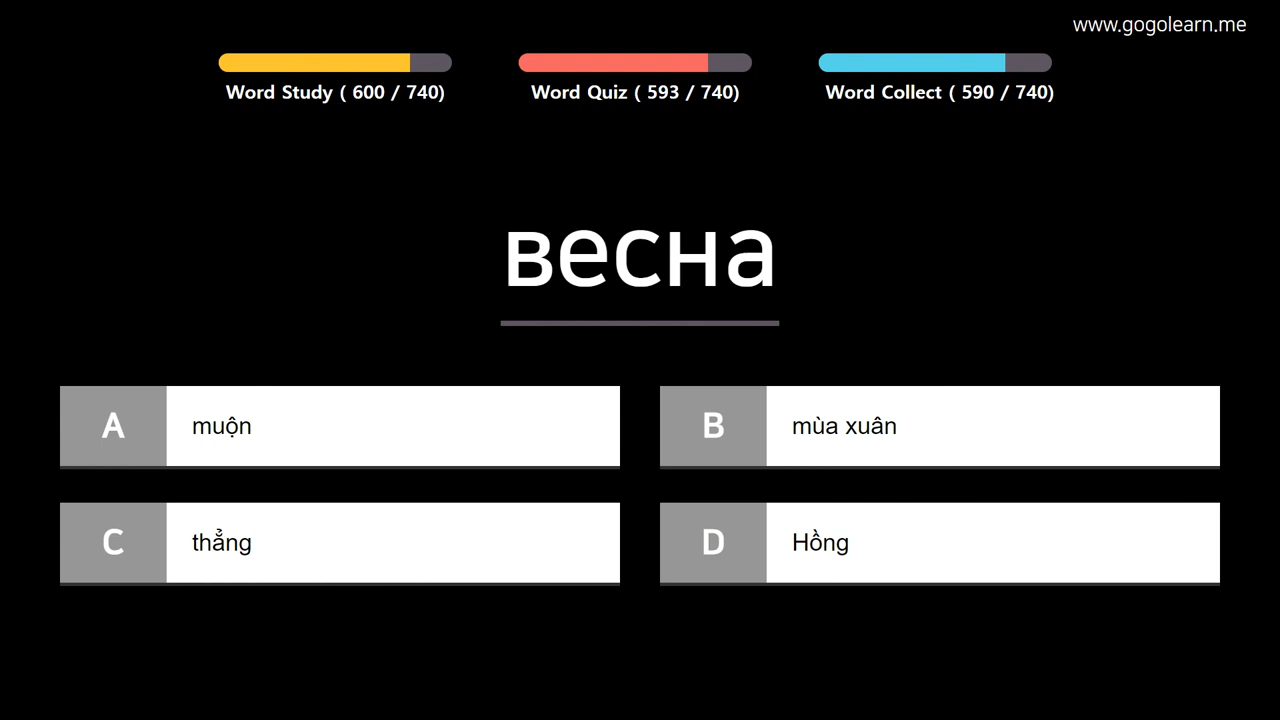 www.gogolearn.me
Word Study ( 600 / 740)
Word Quiz ( 593 / 740)
Word Collect ( 590 / 740)
весна
A muộn
B mùa xuân
C thẳng
D Hồng